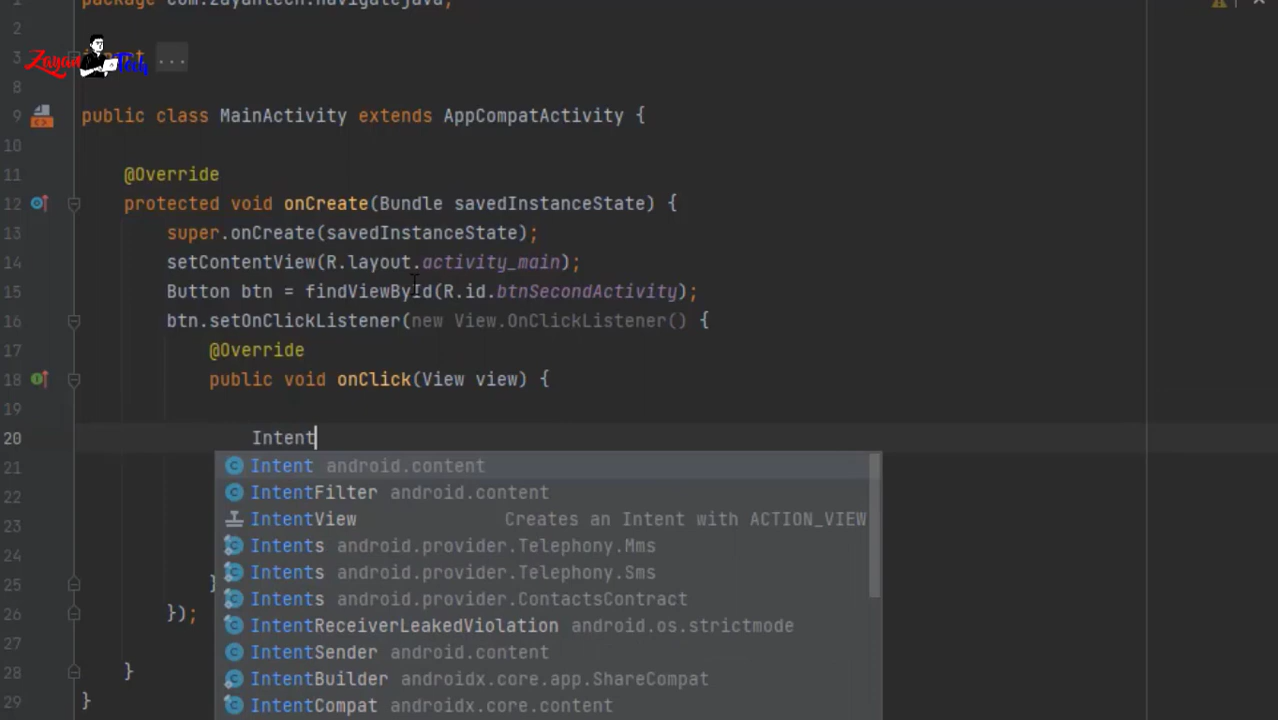 1 package com.zayantech.navigatejava;
2
3 import ...
Zayan Tech
8
9 public class MainActivity extends AppCompatActivity {
10
11 @Override
12 protected void onCreate(Bundle savedInstanceState) {
13 super.onCreate(savedInstanceState);
14 setContentView(R.layout.activity_main);
15 Button btn = findViewById(R.id.btnSecondActivity);
16 btn.setOnClickListener(new View.OnClickListener() {
17 @Override
18 public void onClick(View view) {
19
20 Intent
21 Intent android.content
22 IntentFilter android.content
23 IntentView Creates an Intent with ACTION_VIEW
Intents android.provider.Telephony.Mms
24 Intents android.provider.Telephony.Sms
25 } Intents android.provider.ContactsContract
26 }); IntentReceiverLeakedViolation android.os.strictmode
27 IntentSender android.content
28 } IntentBuilder androidx.core.app.ShareCompat
29 } IntentCompat androidx.core.content